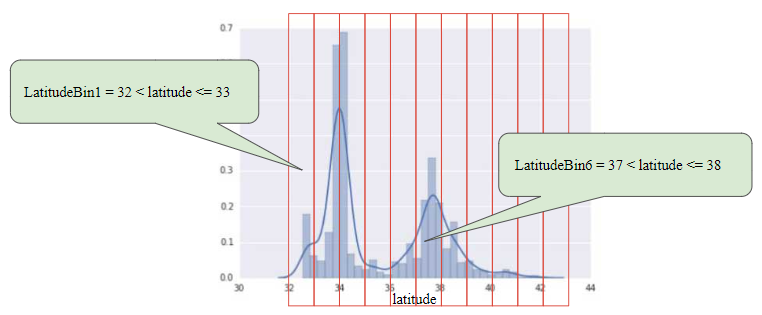 0.7
LatitudeBin1 = 32 < latitude <= 33
LatitudeBin6 = 37 < latitude <= 38
0.3
0.2
0.1
0.0
30 32 34 36 38 40 42 44
latitude